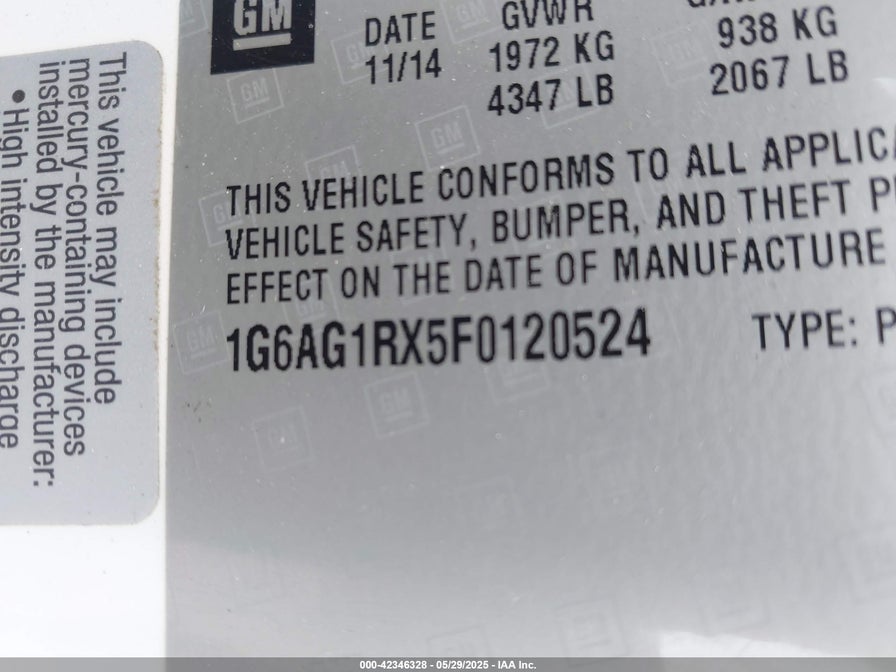 GM
DATE
11/14
GVWR
1972 KG
4347 LB
938 KG
2067 LB
THIS VEHICLE CONFORMS TO ALL
VEHICLE SAFETY, BUMPER, AND THEFT
EFFECT ON THE DATE OF MANUFACTURE
1G6AG1RX5F0120524 TYPE: P
This vehicle may include
mercury-containing devices
installed by the manufacturer:
•High intensity discharge
000-42346328 - 05/29/2025 - IAA Inc.